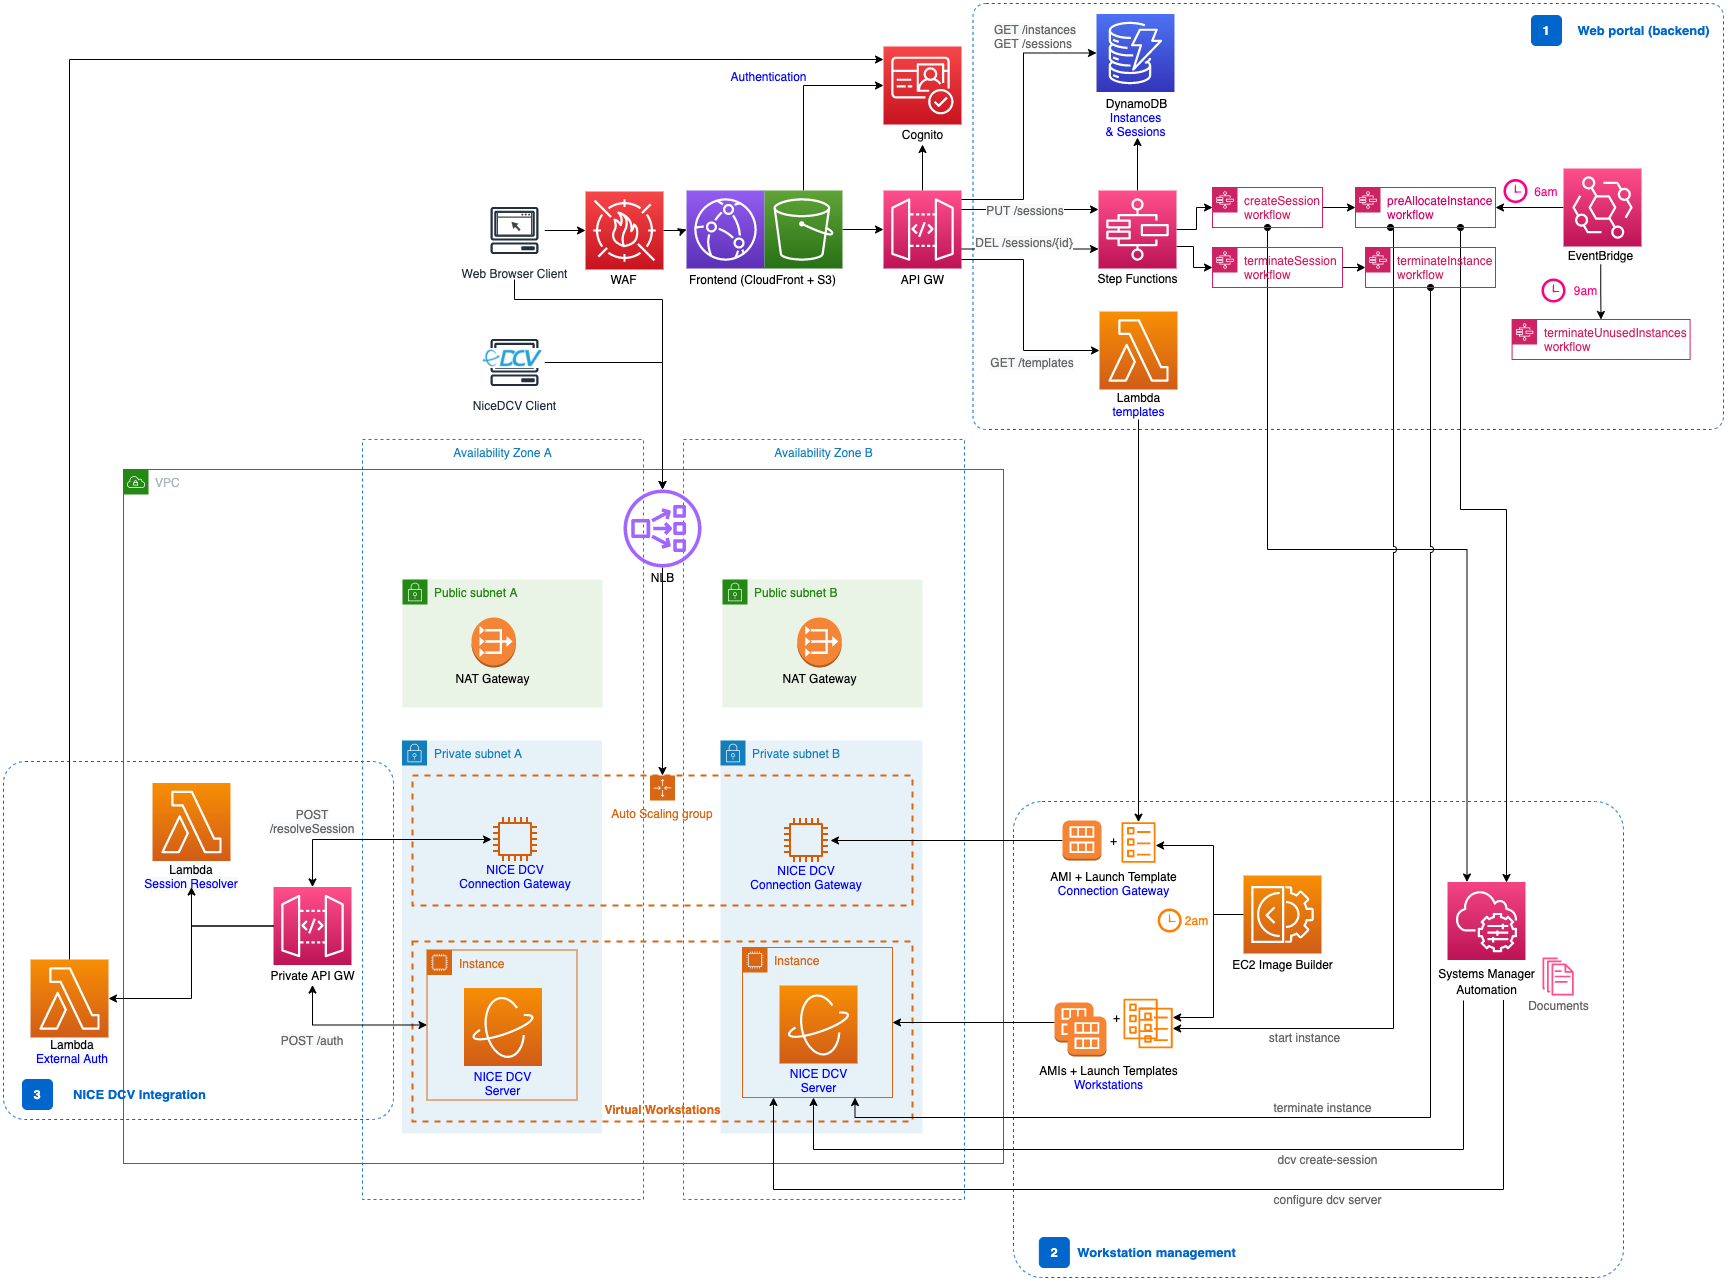 1
Web portal (backend)
GET /instances
GET /sessions
DynamoDB
Instances
& Sessions
Authentication
Cognito
Web Browser Client
WAF
Frontend (CloudFront + S3)
API GW
PUT /sessions
DEL /sessions/{id}
Step Functions
createSession
workflow
preAllocateInstance
workflow
6am
EventBridge
terminateSession
workflow
terminateInstance
workflow
9am
terminateUnusedInstances
workflow
GET /templates
Lambda
templates
DCV
NiceDCV Client
Availability Zone A
Availability Zone B
VPC
NLB
Public subnet A
NAT Gateway
Public subnet B
NAT Gateway
Private subnet A
Private subnet B
Auto Scaling group
NICE DCV
Connection Gateway
NICE DCV
Connection Gateway
POST
/resolveSession
Lambda
Session Resolver
Private API GW
Lambda
External Auth
POST /auth
3
NICE DCV Integration
Instance
NICE DCV
Server
Instance
NICE DCV
Server
Virtual Workstations
+
AMI + Launch Template
Connection Gateway
2am
EC2 Image Builder
+
AMIs + Launch Templates
Workstations
Systems Manager
Automation
Documents
start instance
terminate instance
dcv create-session
configure dcv server
2
Workstation management